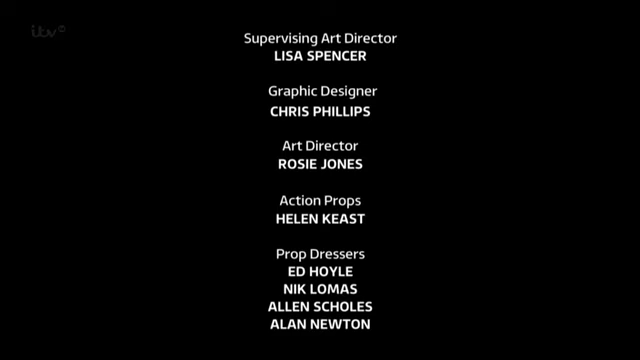 itv
Supervising Art Director
LISA SPENCER
Graphic Designer
CHRIS PHILLIPS
Art Director
ROSIE JONES
Action Props
HELEN KEAST
Prop Dressers
ED HOYLE
NIK LOMAS
ALLEN SCHOLES
ALAN NEWTON